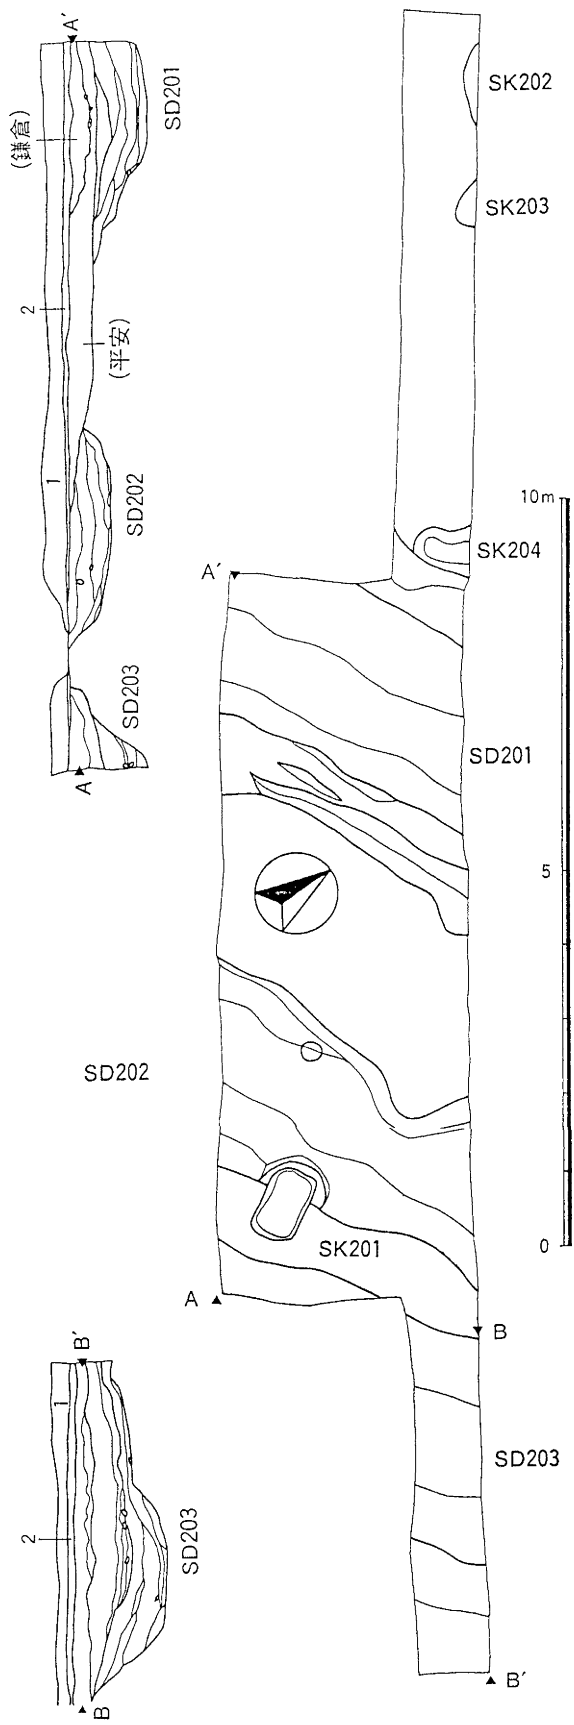 A´
SD201
(鎌倉)
2
(平安)
1
SD202
SD203
A
SK202
SK203
10m
SK204
A´
SD201
5
SD202
SK201
0
A
B
B´
1
SD203
2
SD203
B
B´